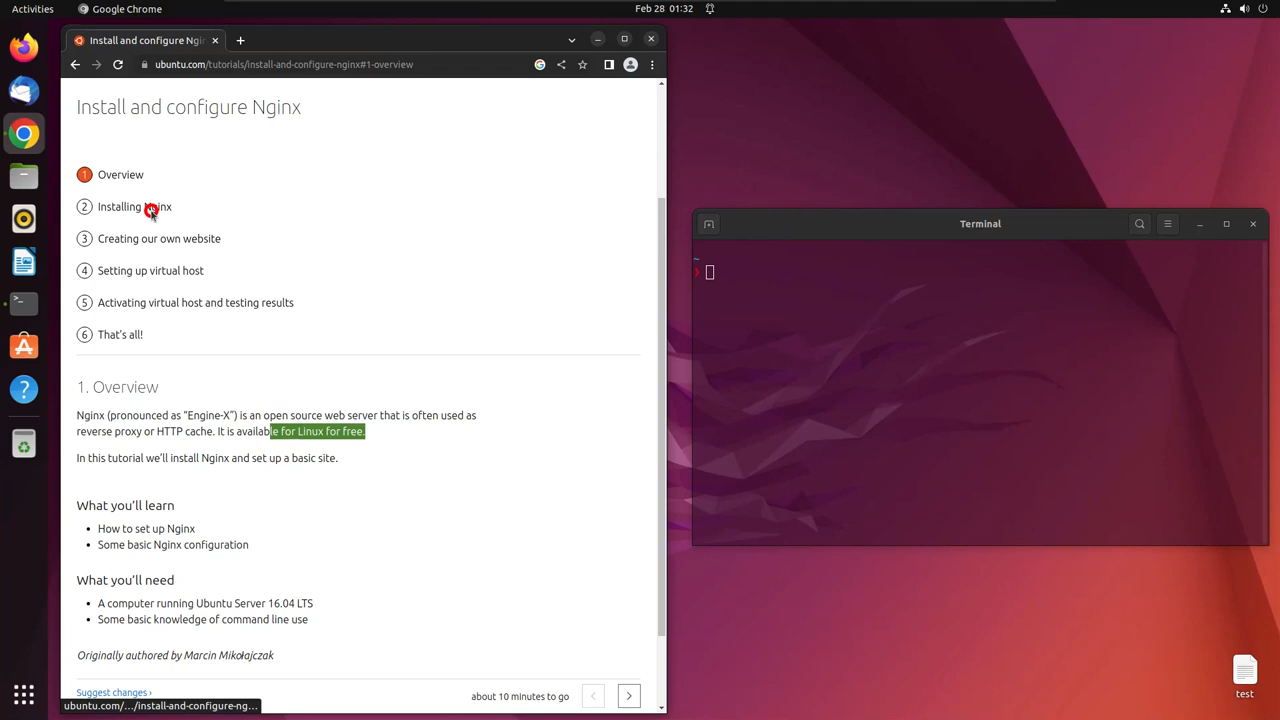 Activities
Google Chrome
Feb 28 01:32
Install and configure Ngi
ubuntu.com/tutorials/install-and-configure-nginx#1-overview
Install and configure Nginx
1 Overview
2 Installing Nginx
3 Creating our own website
4 Setting up virtual host
5 Activating virtual host and testing results
6 That's all!
1. Overview
Nginx (pronounced as “Engine-X”) is an open source web server that is often used as
reverse proxy or HTTP cache. It is available for Linux for free.
In this tutorial we'll install Nginx and set up a basic site.
What you'll learn
• How to set up Nginx
• Some basic Nginx configuration
What you'll need
• A computer running Ubuntu Server 16.04 LTS
• Some basic knowledge of command line use
Originally authored by Marcin Mikołajczak
Suggest changes ›
about 10 minutes to go
ubuntu.com/…/install-and-configure-ng…
Terminal
~
❯
test